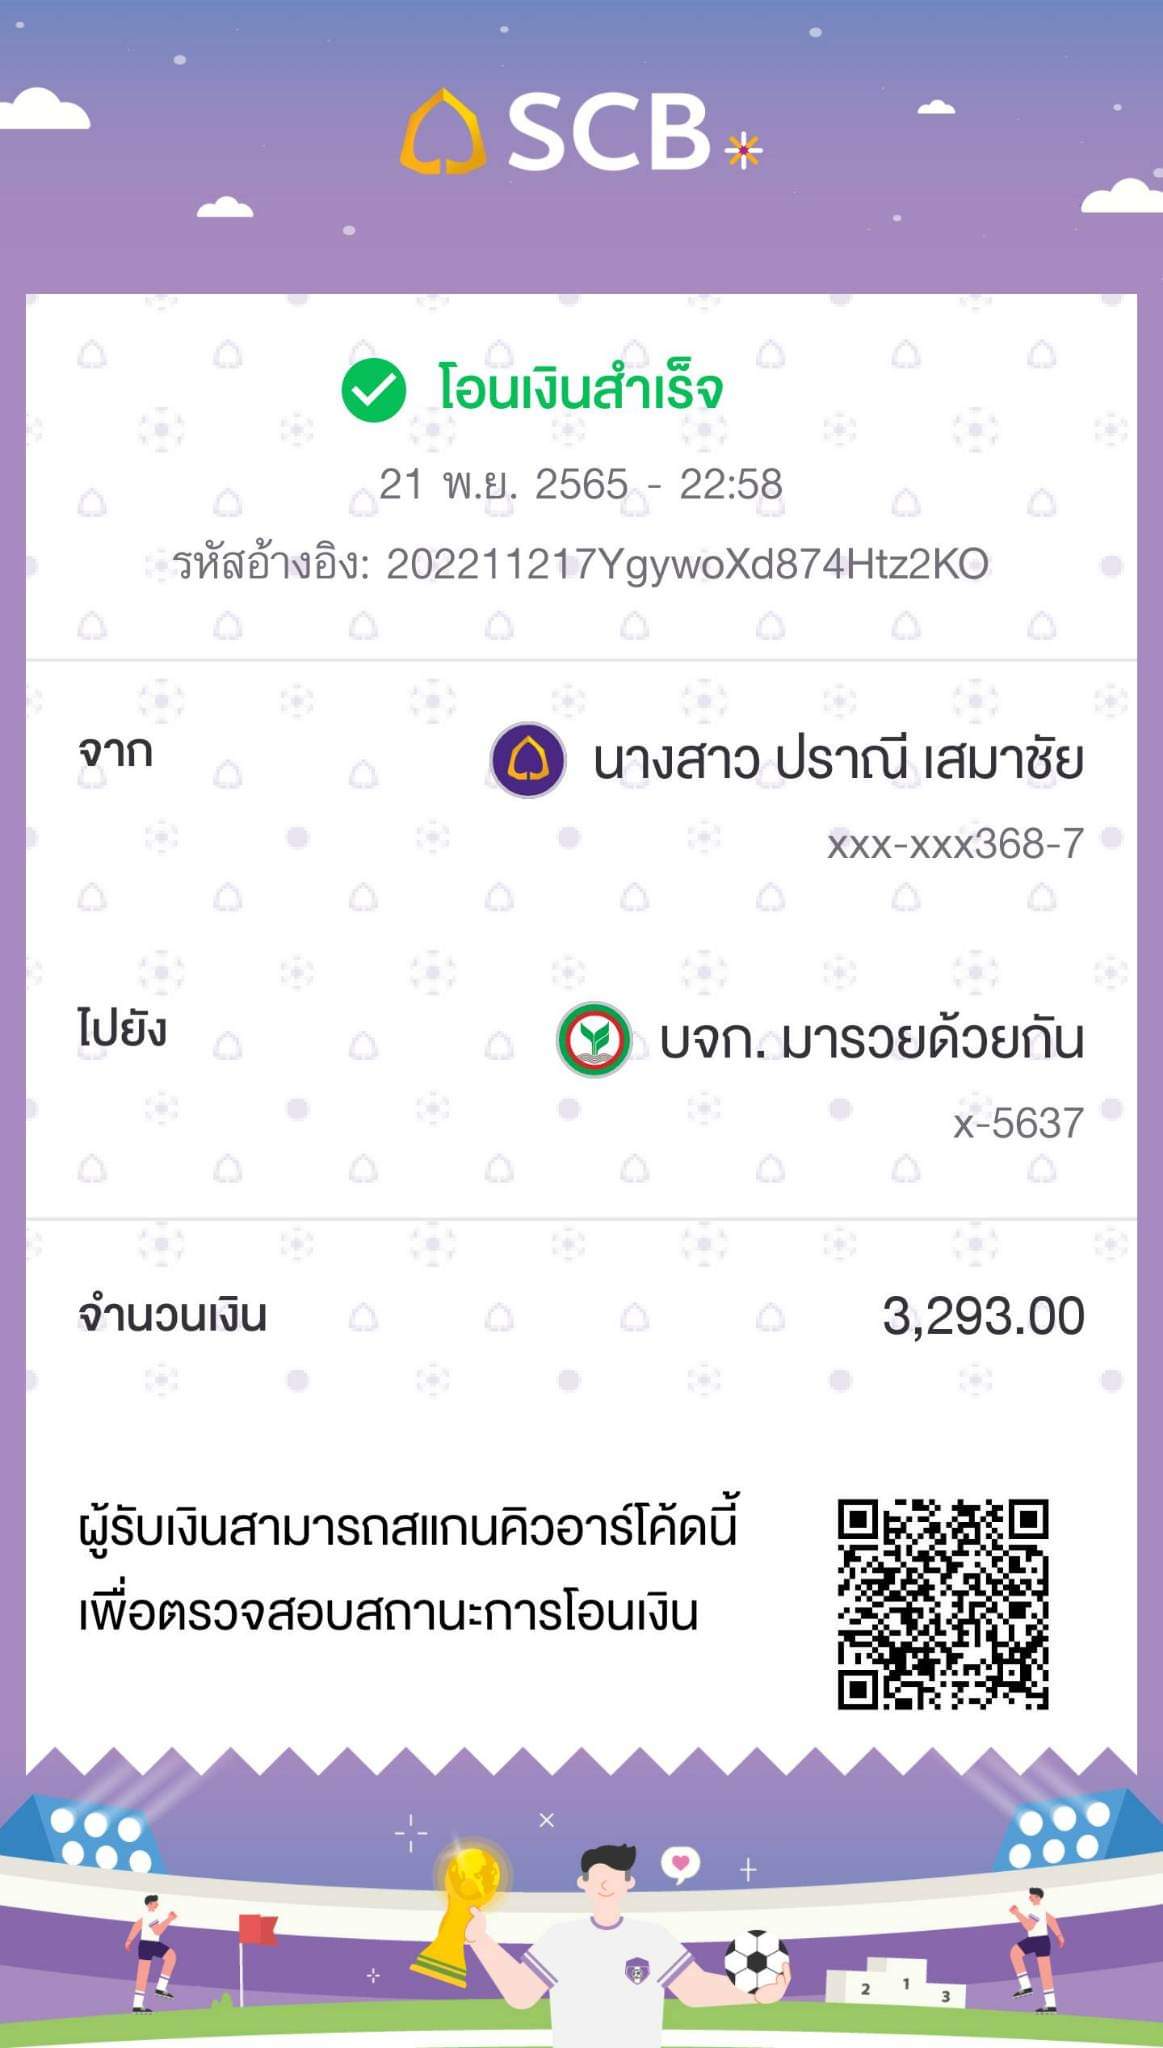 SCB
โอนเงินสำเร็จ
21 พ.ย. 2565 - 22:58
รหัสอ้างอิง: 202211217YgywoXd874Htz2KO
จาก
นางสาว ปราณี เสมาชัย
xxx-xxx368-7
ไปยัง
บจก. มารวยด้วยกัน
x-5637
จำนวนเงิน 3,293.00
ผู้รับเงินสามารถสแกนคิวอาร์โค้ดนี้
เพื่อตรวจสอบสถานะการโอนเงิน
2 1 3